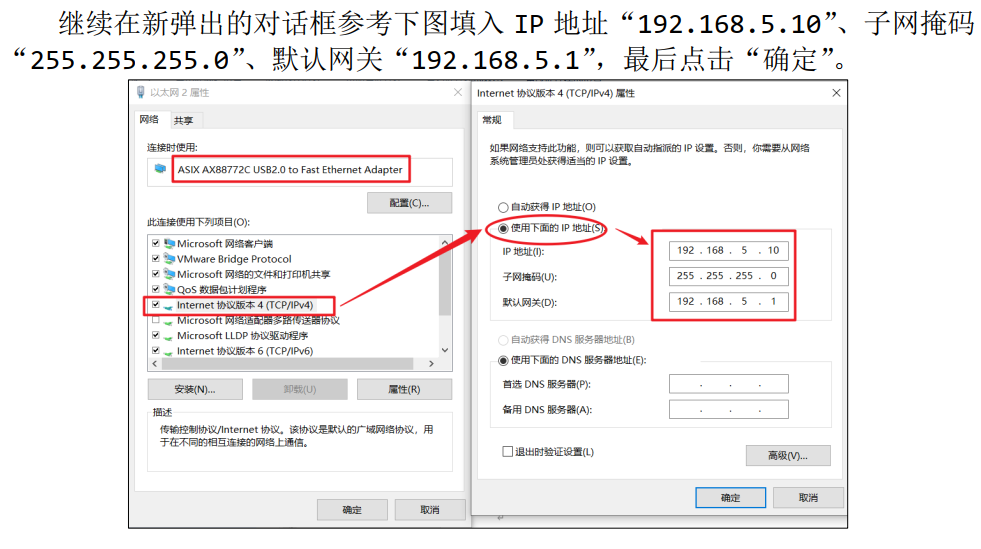 继续在新弹出的对话框参考下图填入 IP 地址“192.168.5.10”、子网掩码
“255.255.255.0”、默认网关“192.168.5.1”，最后点击“确定”。
以太网 2 属性
网络 共享
连接时使用:
ASIX AX88772C USB2.0 to Fast Ethernet Adapter
配置(C)...
此连接使用下列项目(O):
Microsoft 网络客户端
VMware Bridge Protocol
Microsoft 网络的文件和打印机共享
QoS 数据包计划程序
Internet 协议版本 4 (TCP/IPv4)
Microsoft 网络适配器多路传送器协议
Microsoft LLDP 协议驱动程序
Internet 协议版本 6 (TCP/IPv6)
安装(N)... 卸载(U) 属性(R)
描述
传输控制协议/Internet 协议。该协议是默认的广域网络协议，用
于在不同的相互连接的网络上通信。
确定 取消
Internet 协议版本 4 (TCP/IPv4) 属性
常规
如果网络支持此功能，则可以获取自动指派的 IP 设置。否则，你需要从网络
系统管理员处获得适当的 IP 设置。
自动获得 IP 地址(O)
使用下面的 IP 地址(S):
IP 地址(I): 192 . 168 . 5 . 10
子网掩码(U): 255 . 255 . 255 . 0
默认网关(D): 192 . 168 . 5 . 1
自动获得 DNS 服务器地址(B)
使用下面的 DNS 服务器地址(E):
首选 DNS 服务器(P): . . .
备用 DNS 服务器(A): . . .
退出时验证设置(L)
高级(V)...
确定 取消